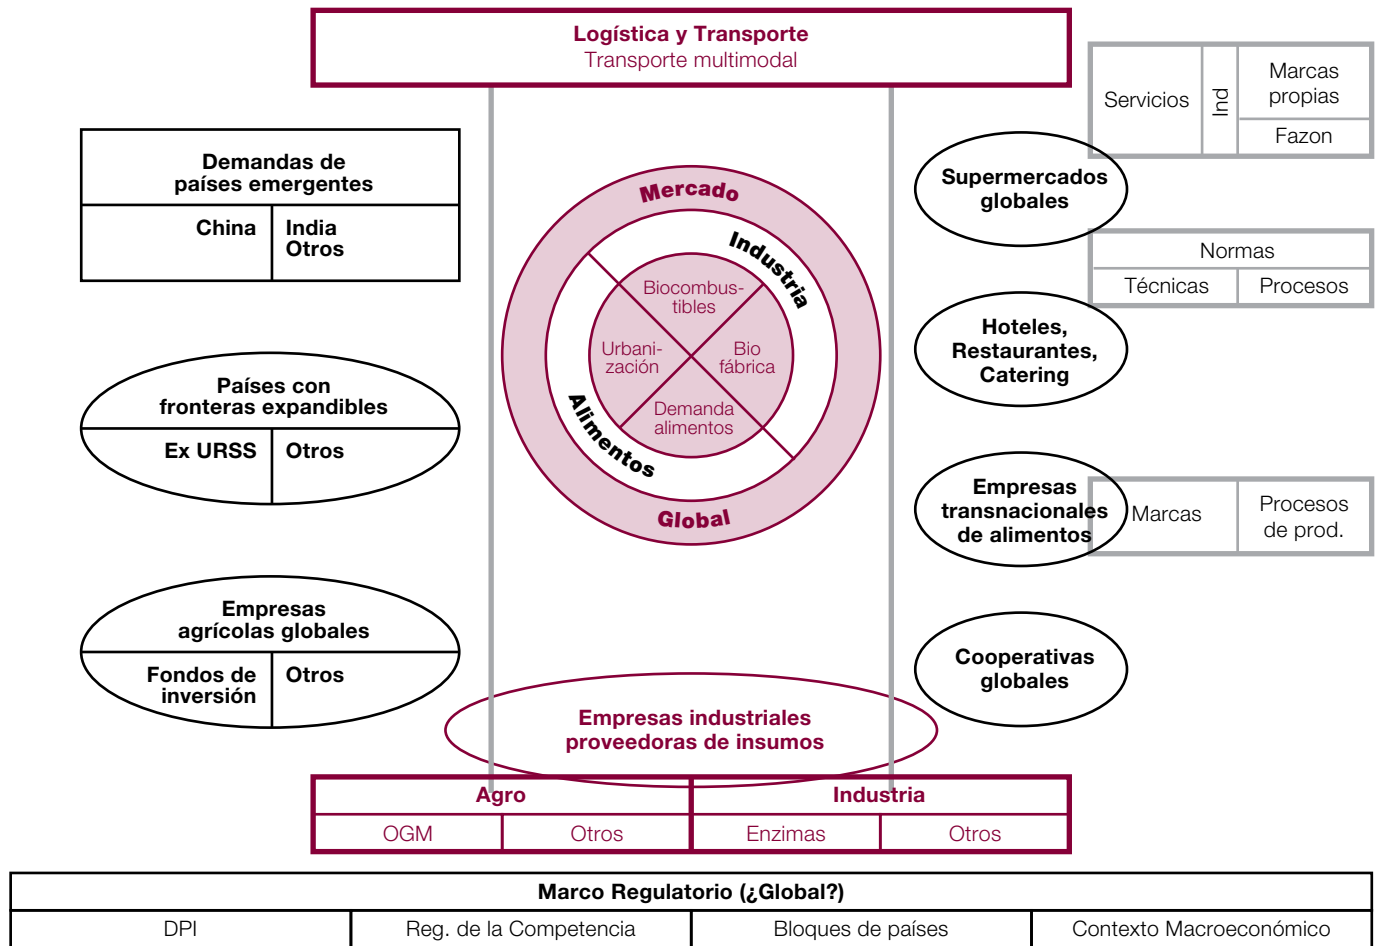 Logística y Transporte
Transporte multimodal
Servicios
Ind
Marcas
propias
Fazon
Demandas de
países emergentes
China
India
Otros
Supermercados
globales
Normas
Técnicas
Procesos
Mercado
Industria
Biocombus-
tibles
Urbani-
zación
Bio
fábrica
Demanda
alimentos
Alimentos
Global
Hoteles,
Restaurantes,
Catering
Países con
fronteras expandibles
Ex URSS
Otros
Empresas
transnacionales
de alimentos
Marcas
Procesos
de prod.
Empresas
agrícolas globales
Fondos de
inversión
Otros
Cooperativas
globales
Empresas industriales
proveedoras de insumos
Agro
Industria
OGM
Otros
Enzimas
Otros
Marco Regulatorio (¿Global?)
DPI
Reg. de la Competencia
Bloques de países
Contexto Macroeconómico